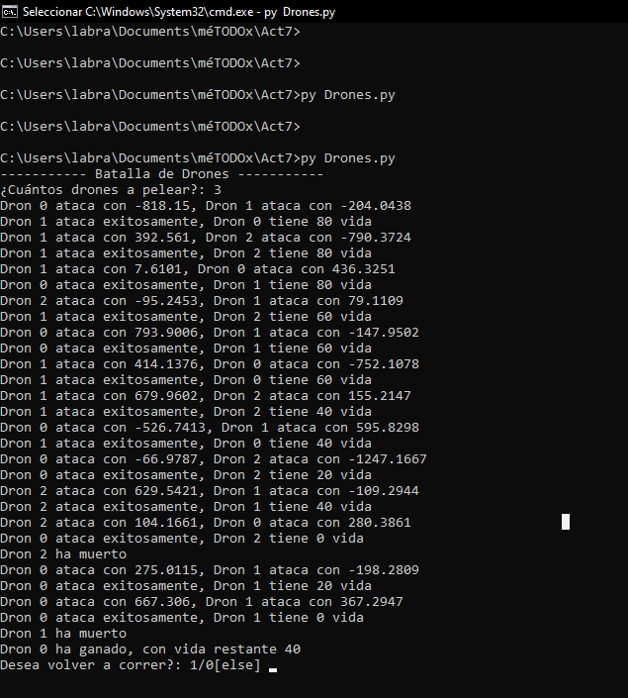 Seleccionar C:\Windows\System32\cmd.exe - py Drones.py
C:\Users\labra\Documents\méTODOx\Act7>
C:\Users\labra\Documents\méTODOx\Act7>
C:\Users\labra\Documents\méTODOx\Act7>py Drones.py
C:\Users\labra\Documents\méTODOx\Act7>
C:\Users\labra\Documents\méTODOx\Act7>py Drones.py
----------- Batalla de Drones -----------
¿Cuántos drones a pelear?: 3
Dron 0 ataca con -818.15, Dron 1 ataca con -204.0438
Dron 1 ataca exitosamente, Dron 0 tiene 80 vida
Dron 1 ataca con 392.561, Dron 2 ataca con -790.3724
Dron 1 ataca exitosamente, Dron 2 tiene 80 vida
Dron 1 ataca con 7.6101, Dron 0 ataca con 436.3251
Dron 0 ataca exitosamente, Dron 1 tiene 80 vida
Dron 2 ataca con -95.2453, Dron 1 ataca con 79.1109
Dron 1 ataca exitosamente, Dron 2 tiene 60 vida
Dron 0 ataca con 793.9006, Dron 1 ataca con -147.9502
Dron 0 ataca exitosamente, Dron 1 tiene 60 vida
Dron 1 ataca con 414.1376, Dron 0 ataca con -752.1078
Dron 1 ataca exitosamente, Dron 0 tiene 60 vida
Dron 1 ataca con 679.9602, Dron 2 ataca con 155.2147
Dron 1 ataca exitosamente, Dron 2 tiene 40 vida
Dron 0 ataca con -526.7413, Dron 1 ataca con 595.8298
Dron 1 ataca exitosamente, Dron 0 tiene 40 vida
Dron 0 ataca con -66.9787, Dron 2 ataca con -1247.1667
Dron 0 ataca exitosamente, Dron 2 tiene 20 vida
Dron 2 ataca con 629.5421, Dron 1 ataca con -109.2944
Dron 2 ataca exitosamente, Dron 1 tiene 40 vida
Dron 2 ataca con 104.1661, Dron 0 ataca con 280.3861
Dron 0 ataca exitosamente, Dron 2 tiene 0 vida
Dron 2 ha muerto
Dron 0 ataca con 275.0115, Dron 1 ataca con -198.2809
Dron 0 ataca exitosamente, Dron 1 tiene 20 vida
Dron 0 ataca con 667.306, Dron 1 ataca con 367.2947
Dron 0 ataca exitosamente, Dron 1 tiene 0 vida
Dron 1 ha muerto
Dron 0 ha ganado, con vida restante 40
Desea volver a correr?: 1/0[else]